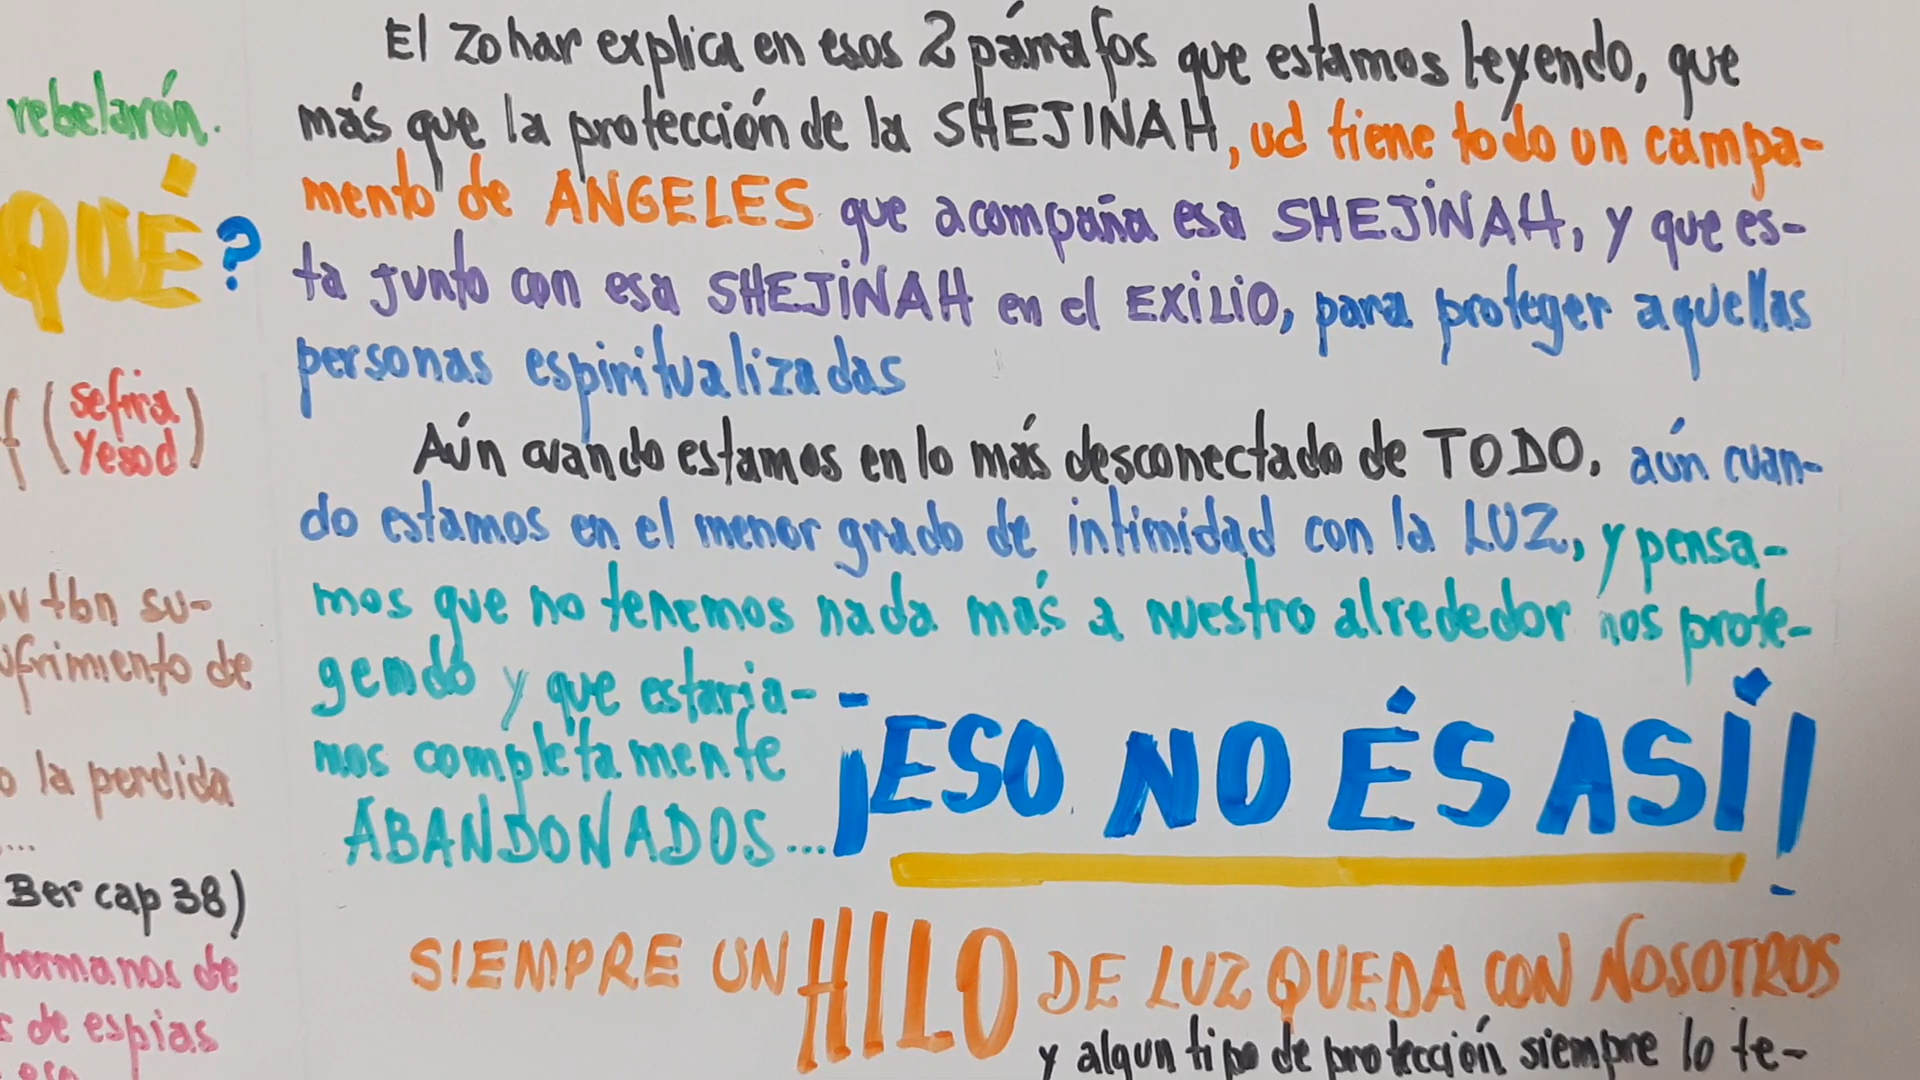 rebelarón.
QUÉ?
(sefira
Yesod)
tbn su-
frimiento de
la perdida
...
Ber cap 38)
hermanos de
de espias
El Zohar explica en esos 2 párrafos que estamos leyendo, que
más que la protección de la SHEJINAH, ud tiene todo un campa-
mento de ANGELES que acompaña esa SHEJINAH, y que es-
ta junto con esa SHEJINAH en el EXILIO, para proteger aquellas
personas espiritualizadas
Aún cuando estamos en lo más desconectado de TODO. aún cuan-
do estamos en el menor grado de intimidad con la LUZ, y pensa-
mos que no tenemos nada más a nuestro alrededor nos prote-
gendo y que estaria-
mos completamente
ABANDONADOS...
¡ESO NO ÉS ASÍ!
SIEMPRE UN HILO DE LUZ QUEDA CON NOSOTROS
y algun tipo de protección siempre lo te-